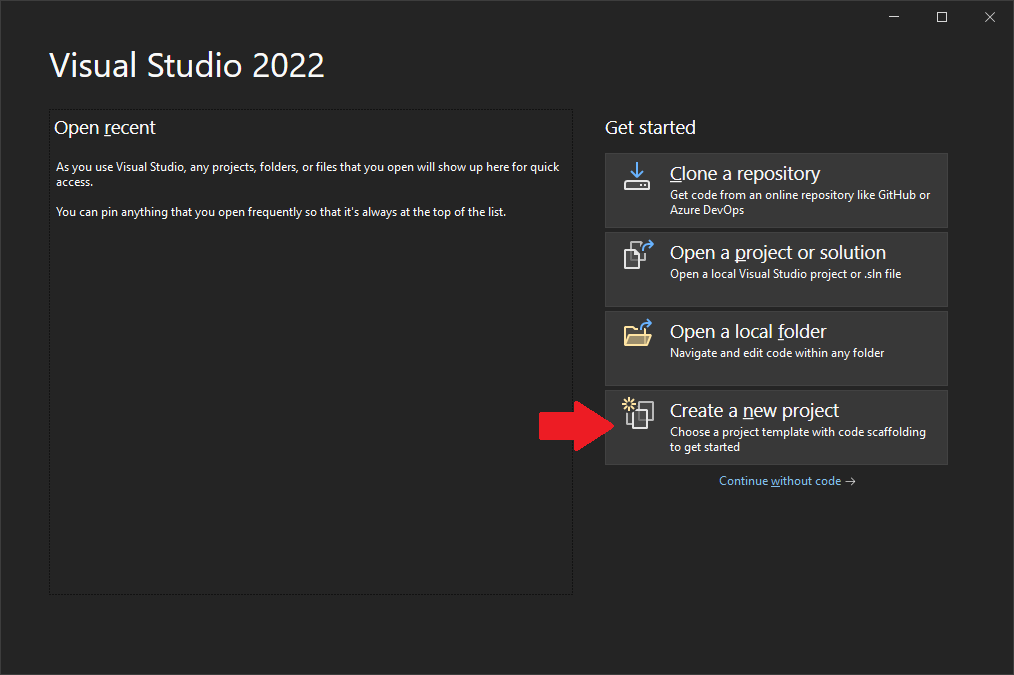 Visual Studio 2022
Open recent
As you use Visual Studio, any projects, folders, or files that you open will show up here for quick
access.
You can pin anything that you open frequently so that it's always at the top of the list.
Get started
Clone a repository
Get code from an online repository like GitHub or
Azure DevOps
Open a project or solution
Open a local Visual Studio project or .sln file
Open a local folder
Navigate and edit code within any folder
Create a new project
Choose a project template with code scaffolding
to get started
Continue without code →